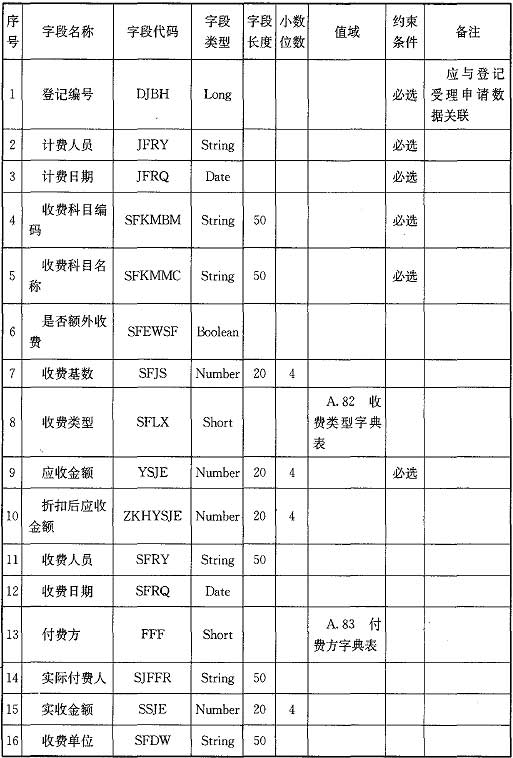 序号 字段名称 字段代码 字段类型 字段长度 小数位数 值域 约束条件 备注
1 登记编号 DJBH Long 必选 应与登记受理申请数据关联
2 计费人员 JFRY String 必选
3 计费日期 JFRQ Date 必选
4 收费科目编码 SFKMBM String 50 必选
5 收费科目名称 SFKMMC String 50 必选
6 是否额外收费 SFEWSF Boolean
7 收费基数 SFJS Number 20 4
8 收费类型 SFLX Short A.82 收费类型字典表
9 应收金额 YSJE Number 20 4 必选
10 折扣后应收金额 ZKHYSJE Number 20 4
11 收费人员 SFRY String 50
12 收费日期 SFRQ Date
13 付费方 FFF Short A.83 付费方字典表
14 实际付费人 SJFFR String 50
15 实收金额 SSJE Number 20 4
16 收费单位 SFDW String 50